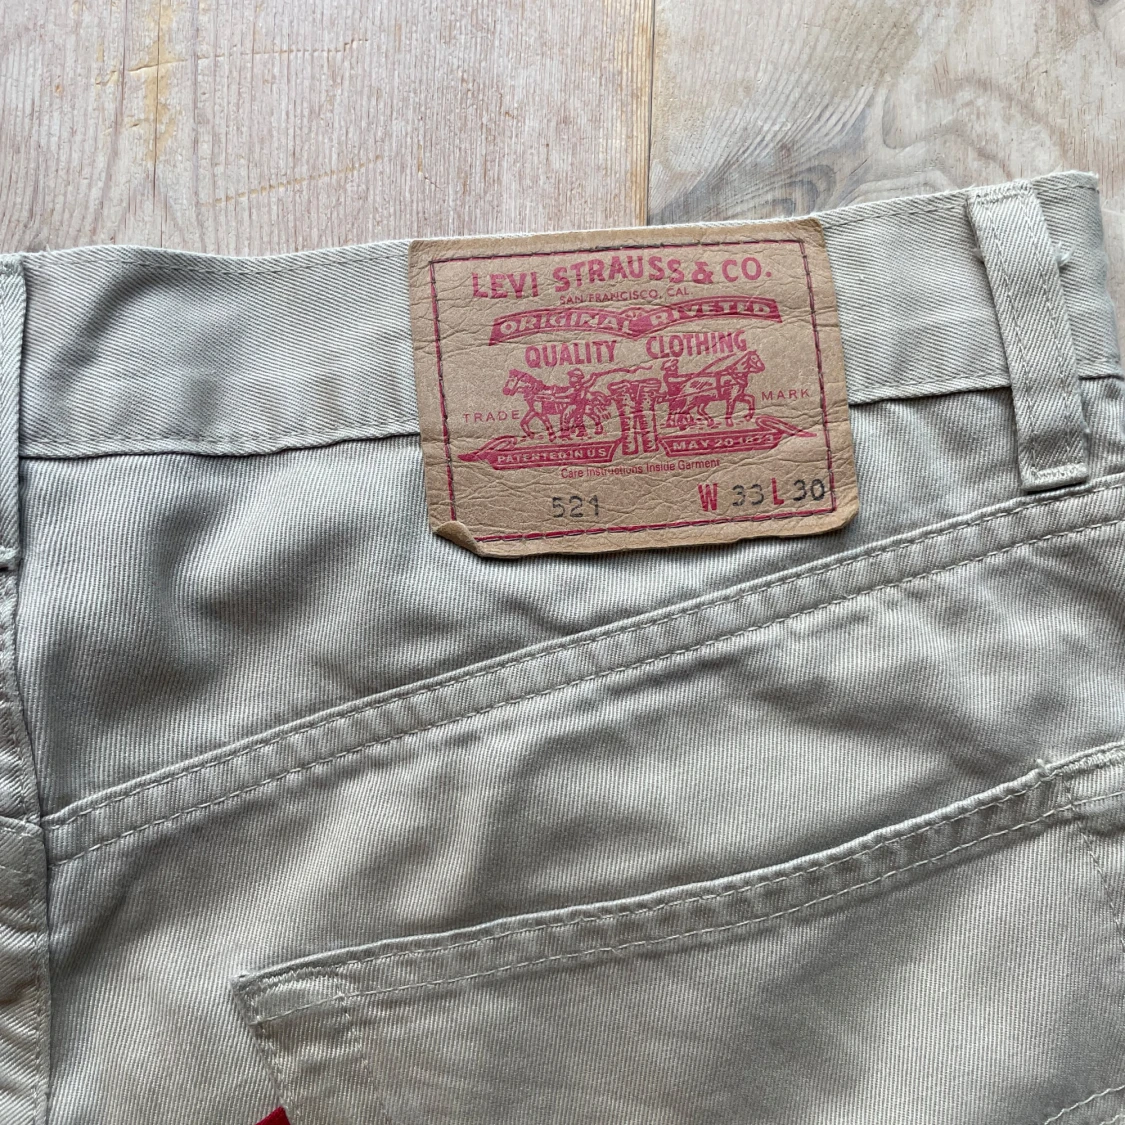 LEVI STRAUSS & CO.
SAN FRANCISCO, CAL
ORIGINAL RIVETED
QUALITY CLOTHING
TRADE MARK
PATENTED IN US MAY 20 1873
Care Instructions Inside Garment
521 W 33 L 30